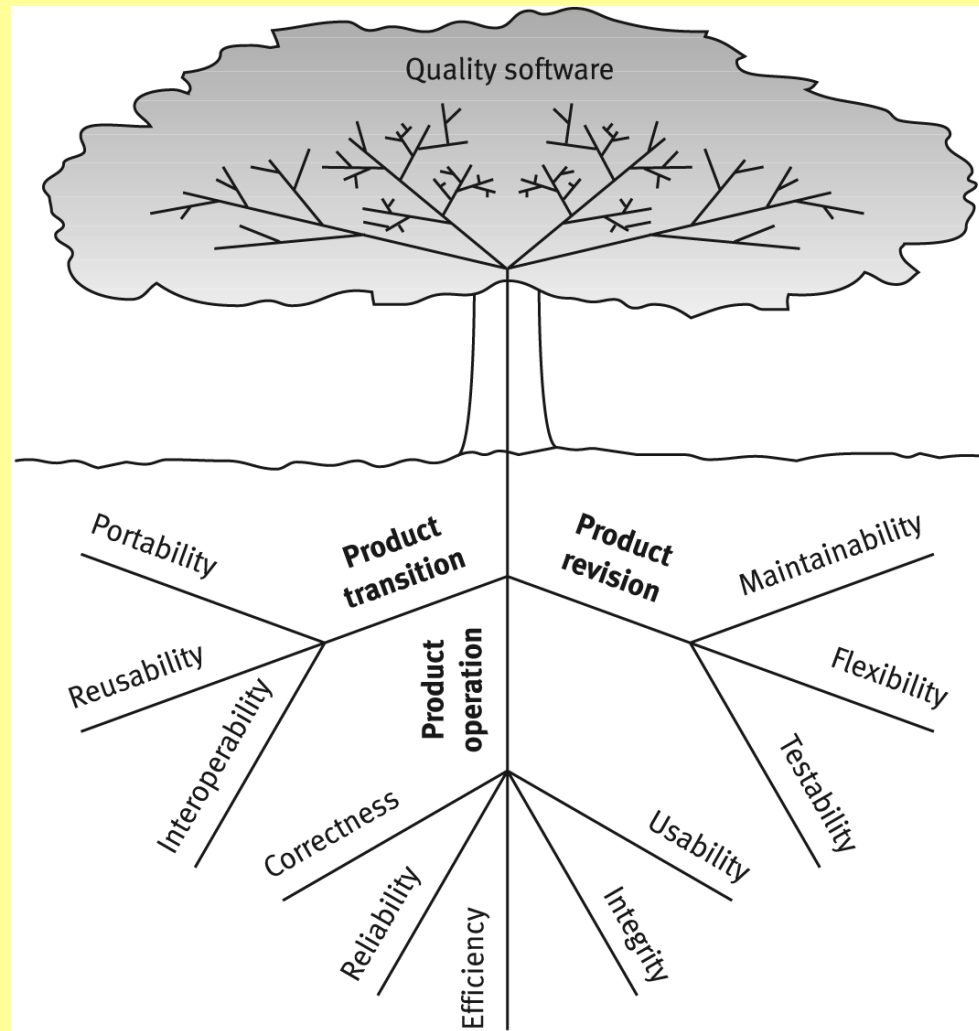 Quality software
Product
transition
Product
revision
Product
operation
Portability
Reusability
Interoperability
Correctness
Reliability
Efficiency
Integrity
Usability
Maintainability
Flexibility
Testability